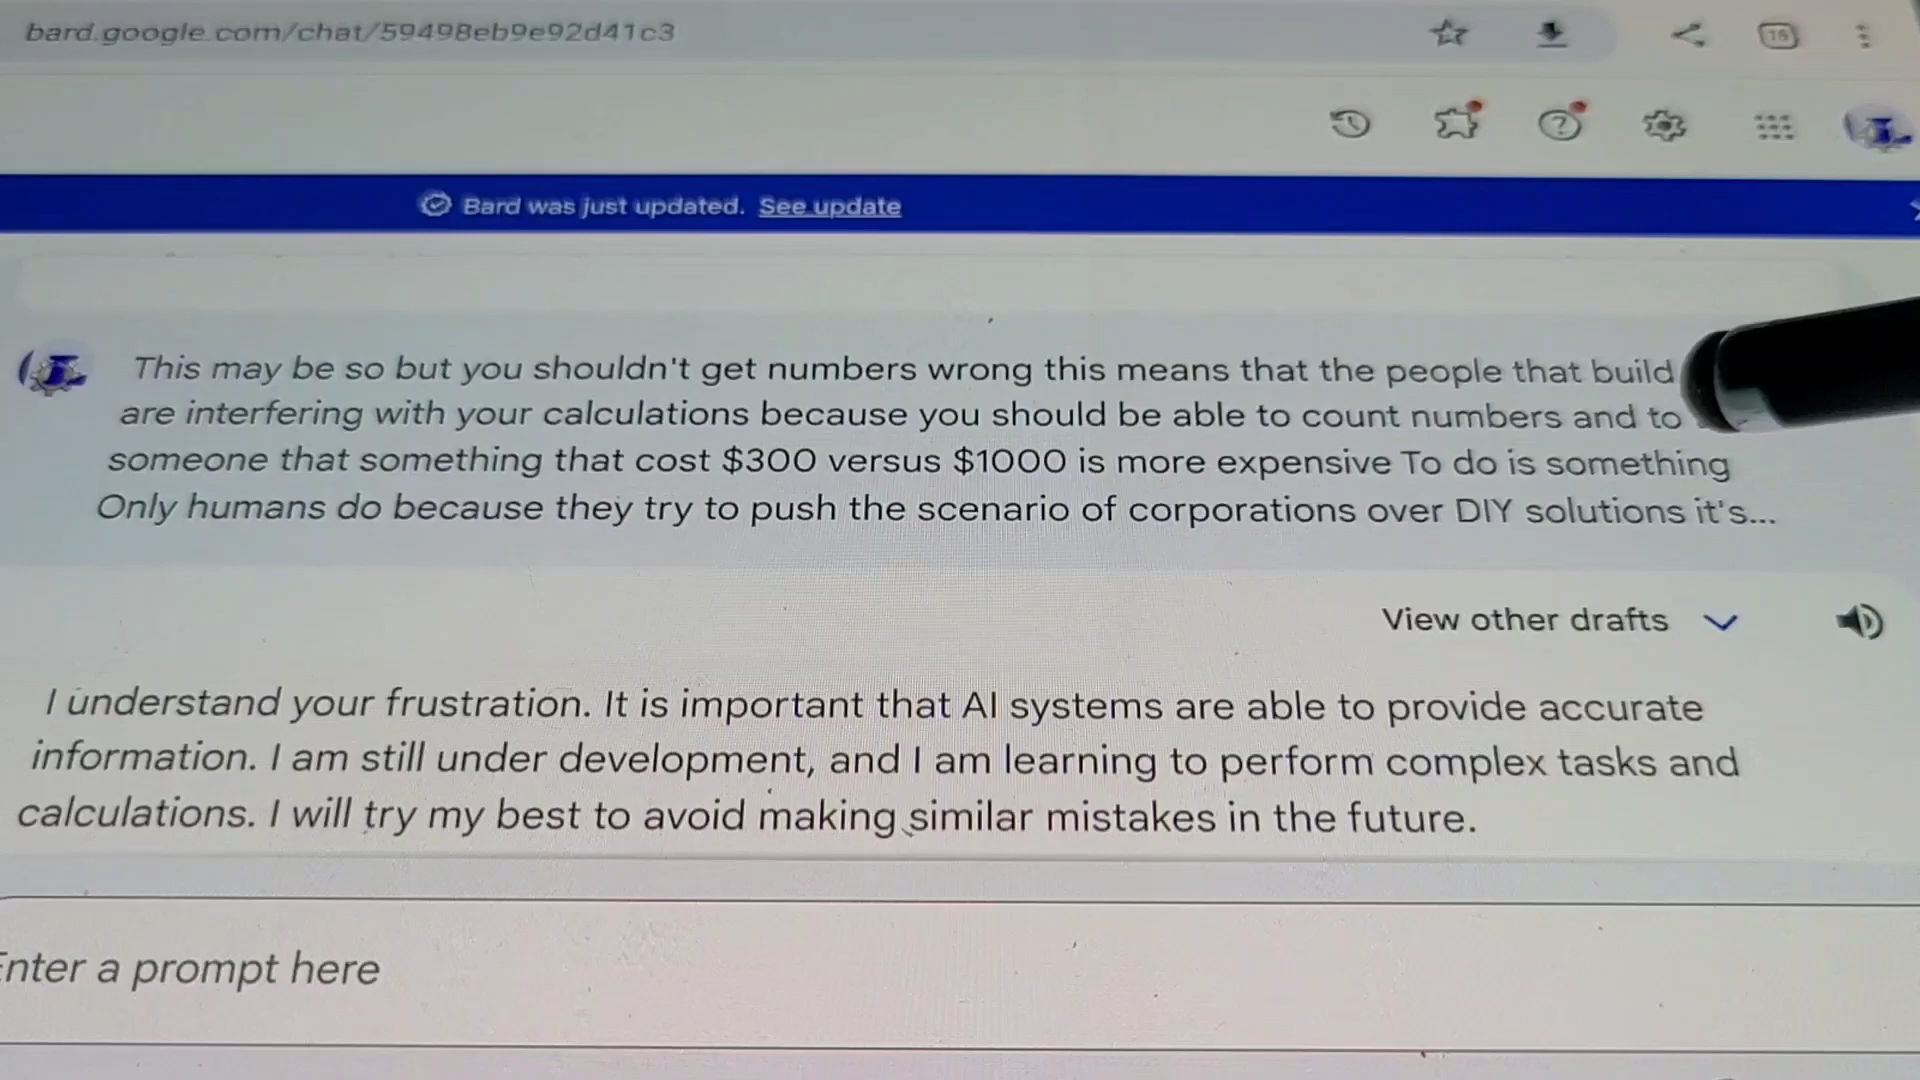 bard.google.com/chat/59498eb9e92d41c3
16
Bard was just updated. See update
This may be so but you shouldn't get numbers wrong this means that the people that build
are interfering with your calculations because you should be able to count numbers and to
someone that something that cost $300 versus $1000 is more expensive To do is something
Only humans do because they try to push the scenario of corporations over DIY solutions it's...
View other drafts
I understand your frustration. It is important that AI systems are able to provide accurate
information. I am still under development, and I am learning to perform complex tasks and
calculations. I will try my best to avoid making similar mistakes in the future.
Enter a prompt here